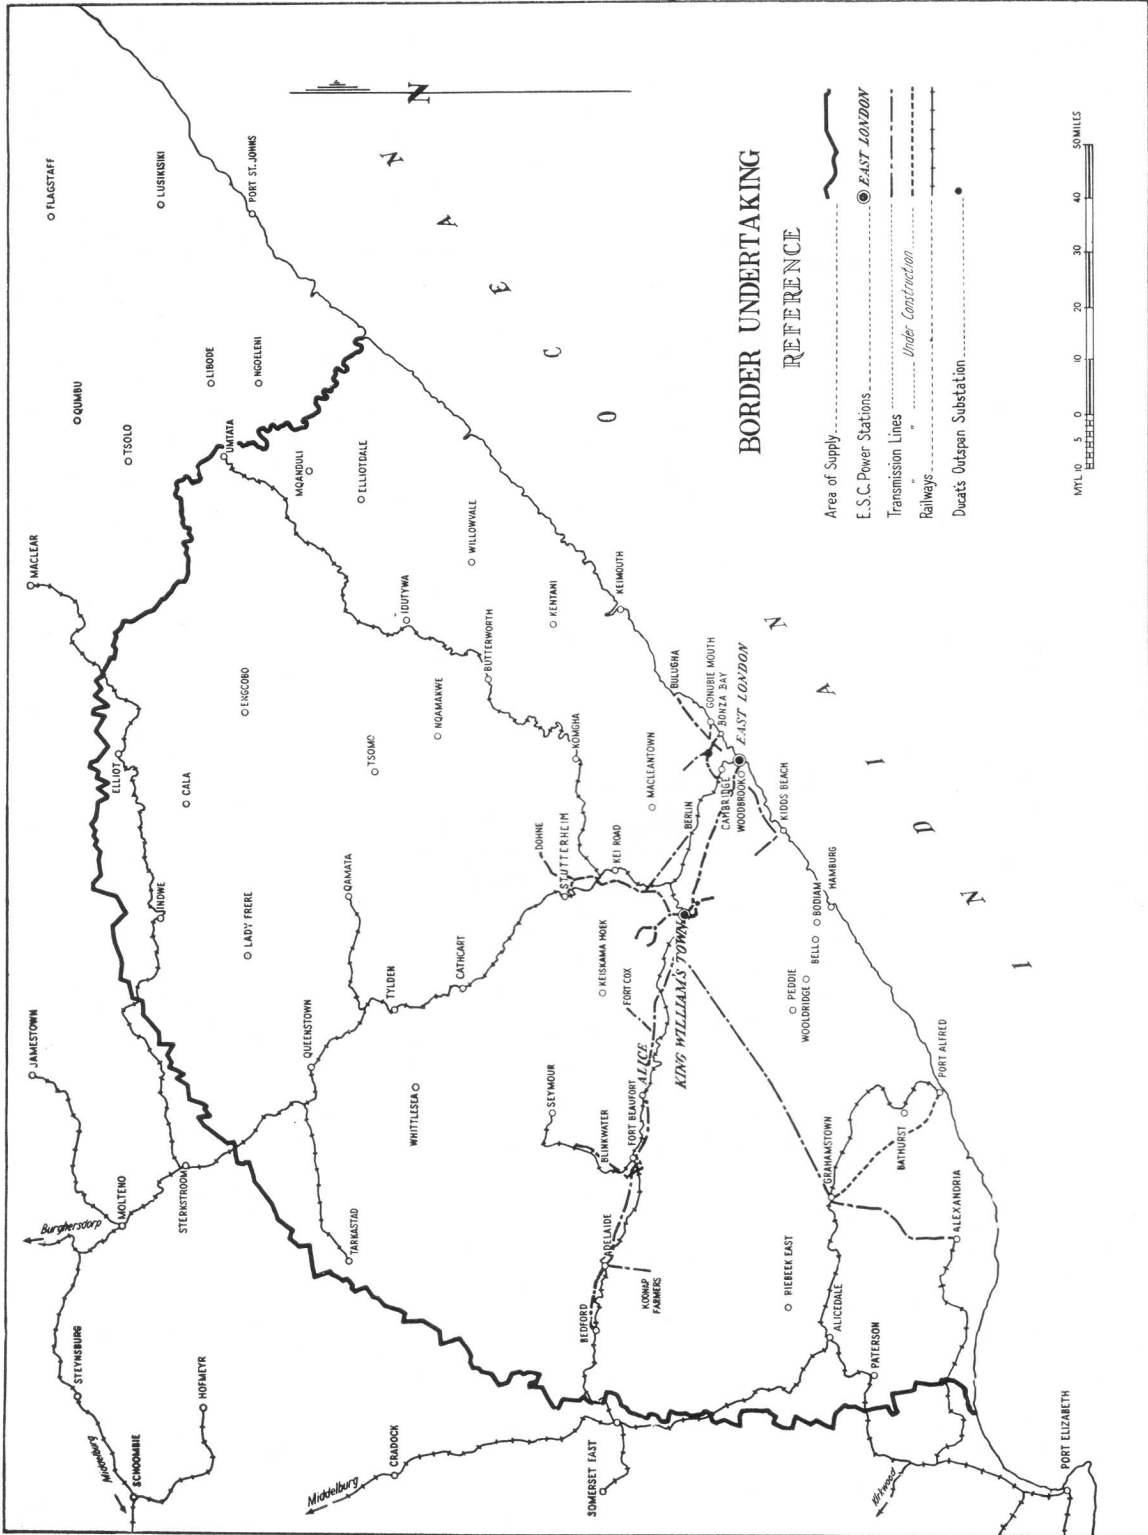 BORDER UNDERTAKING
REFERENCE
Area of Supply
E.S.C. Power Stations EAST LONDON
Transmission Lines
" " Under Construction
Railways
Ducat's Outspan Substation
MYL 10 5 0 10 20 30 40 50 MILES
N
INDIAN OCEAN
FLAGSTAFF
LUSIKISIKI
PORT ST. JOHNS
QUMBU
LIBODE
NGOELENI
TSOLO
UMTATA
MQANDULI
ELLIOTDALE
MACLEAR
WILLOWVALE
IDUTYWA
KENTANI
KEIMOUTH
BUTTERWORTH
ENGCOBO
NQAMAKWE
BULUGHA
GONUBIE MOUTH
BONZA BAY
EAST LONDON
ELLIOT
CALA
TSOMO
KOMGHA
MACLEANTOWN
CAMBRIDGE
WOODBROOK
BERLIN
KIDDS BEACH
DOHNE
STUTTERHEIM
KEI ROAD
INDWE
QAMATA
LADY FRERE
HAMBURG
BODIAM
BELL
KEISKAMA HOEK
KING WILLIAM'S TOWN
CATHCART
TYLDEN
PEDDIE
WOOLDRIDGE
FORT COX
JAMESTOWN
QUEENSTOWN
ALICE
PORT ALFRED
SEYMOUR
WHITTLESEA
BLINKWATER
FORT BEAUFORT
BATHURST
GRAHAMSTOWN
MOLTENO
STERKSTROOM
Burghersdorp
TARKASTAD
ADELAIDE
KOONAP
FARMERS
ALEXANDRIA
RIEBEEK EAST
BEDFORD
ALICEDALE
PATERSON
STEYNSBURG
HOFMEYR
Middelburg
SCHOOMBIE
CRADOCK
Middelburg
SOMERSET EAST
Kirkwood
PORT ELIZABETH